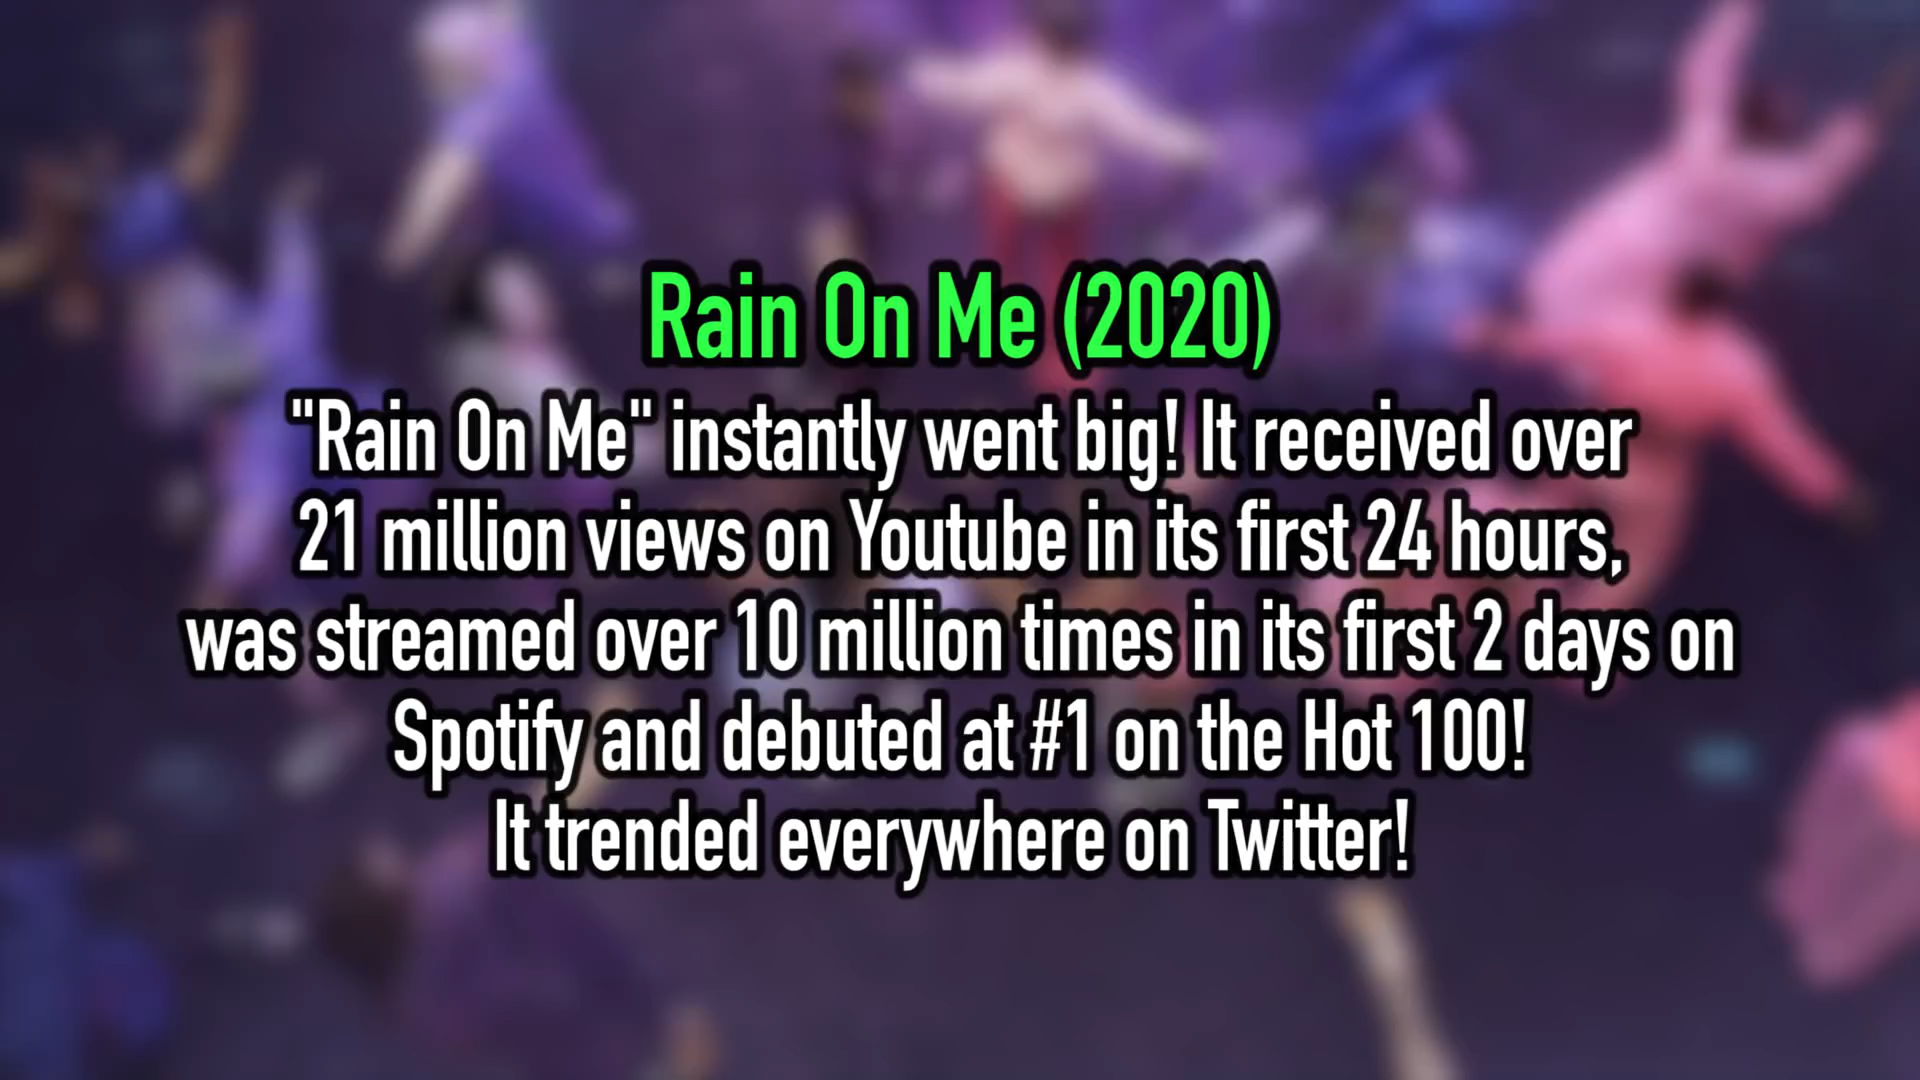 Rain On Me (2020)
"Rain On Me" instantly went big! It received over
21 million views on Youtube in its first 24 hours,
was streamed over 10 million times in its first 2 days on
Spotify and debuted at #1 on the Hot 100!
It trended everywhere on Twitter!